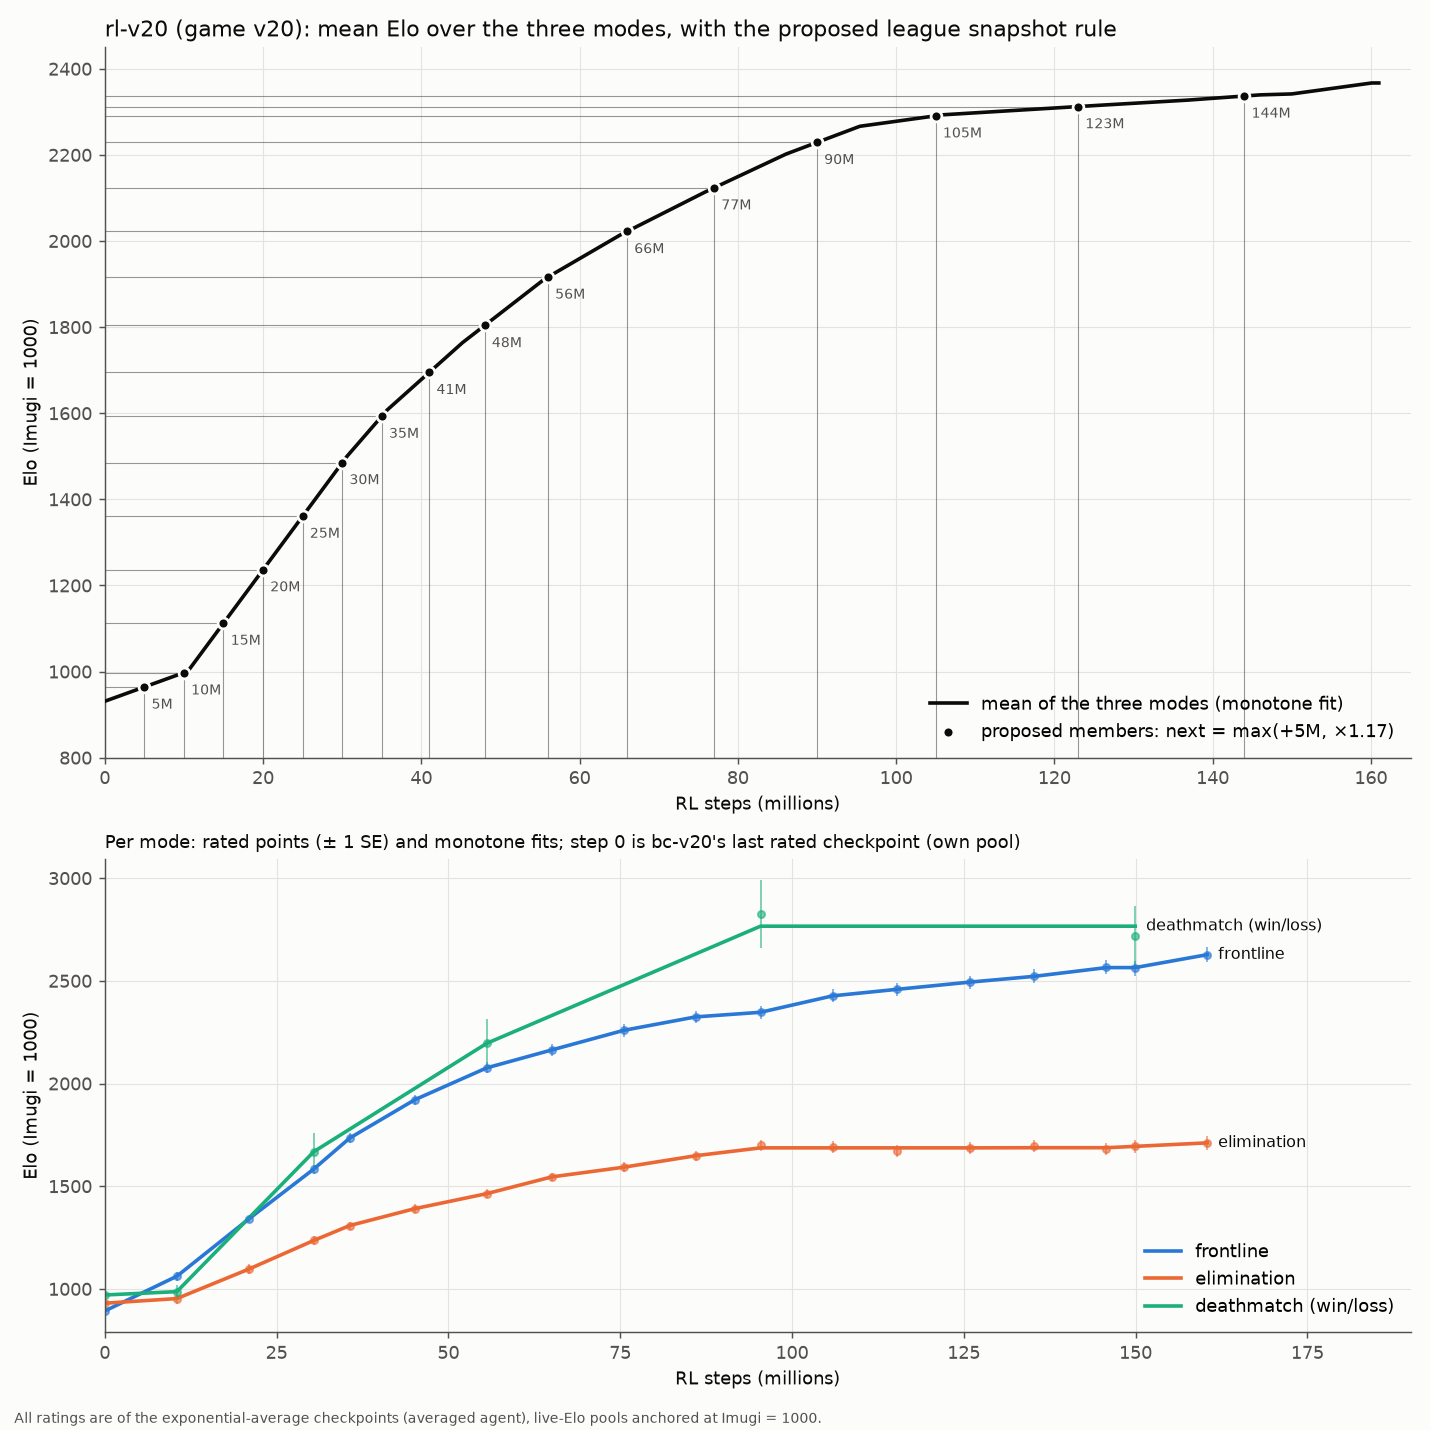 rl-v20 (game v20): mean Elo over the three modes, with the proposed league snapshot rule
Elo (Imugi = 1000)
2400
2200
2000
1800
1600
1400
1200
1000
800
5M
10M
15M
20M
25M
30M
35M
41M
48M
56M
66M
77M
90M
105M
123M
144M
mean of the three modes (monotone fit)
proposed members: next = max(+5M, ×1.17)
0 20 40 60 80 100 120 140 160
RL steps (millions)
Per mode: rated points (± 1 SE) and monotone fits; step 0 is bc-v20's last rated checkpoint (own pool)
Elo (Imugi = 1000)
3000
2500
2000
1500
1000
deathmatch (win/loss)
frontline
elimination
frontline
elimination
deathmatch (win/loss)
0 25 50 75 100 125 150 175
RL steps (millions)
All ratings are of the exponential-average checkpoints (averaged agent), live-Elo pools anchored at Imugi = 1000.